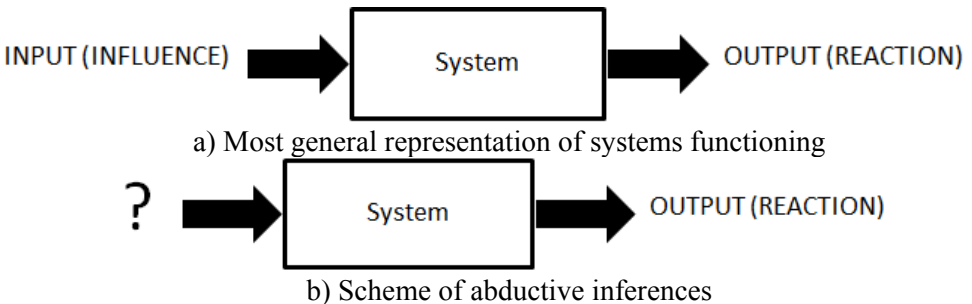 INPUT (INFLUENCE) System OUTPUT (REACTION)
a) Most general representation of systems functioning
? System OUTPUT (REACTION)
b) Scheme of abductive inferences